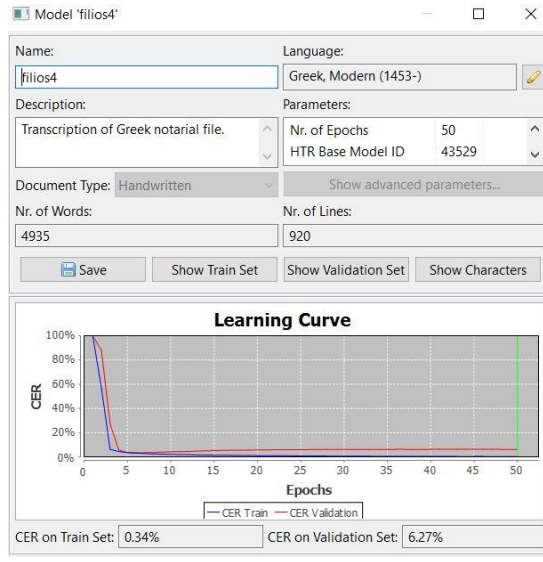 Model 'filios4'
Name: Language:
filios4 Greek, Modern (1453-)
Description: Parameters:
Transcription of Greek notarial file. Nr. of Epochs 50
HTR Base Model ID 43529
Document Type: Handwritten Show advanced parameters...
Nr. of Words: Nr. of Lines:
4935 920
Save Show Train Set Show Validation Set Show Characters
Learning Curve
100%
80%
60%
40%
20%
0%
CER
0 5 10 15 20 25 30 35 40 45 50
Epochs
CER Train CER Validation
CER on Train Set: 0.34% CER on Validation Set: 6.27%